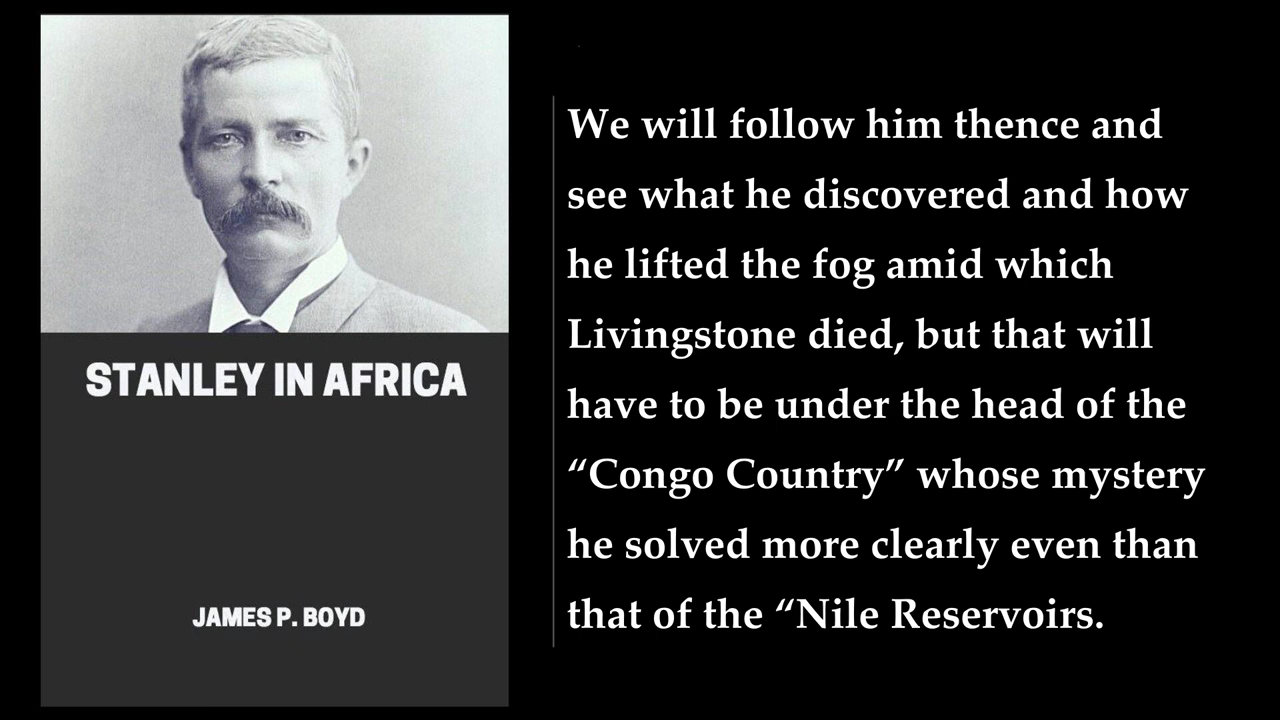 STANLEY IN AFRICA
JAMES P. BOYD
We will follow him thence and
see what he discovered and how
he lifted the fog amid which
Livingstone died, but that will
have to be under the head of the
“Congo Country” whose mystery
he solved more clearly even than
that of the “Nile Reservoirs.